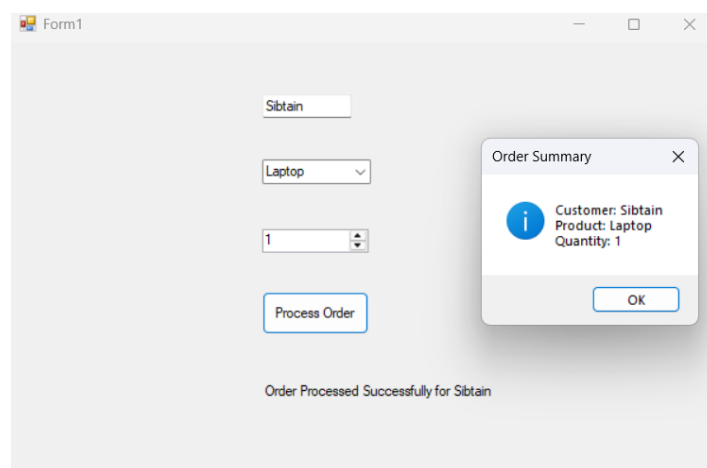 Form1
Sibtain
Laptop
1
Process Order
Order Processed Successfully for Sibtain
Order Summary
Customer: Sibtain
Product: Laptop
Quantity: 1
OK